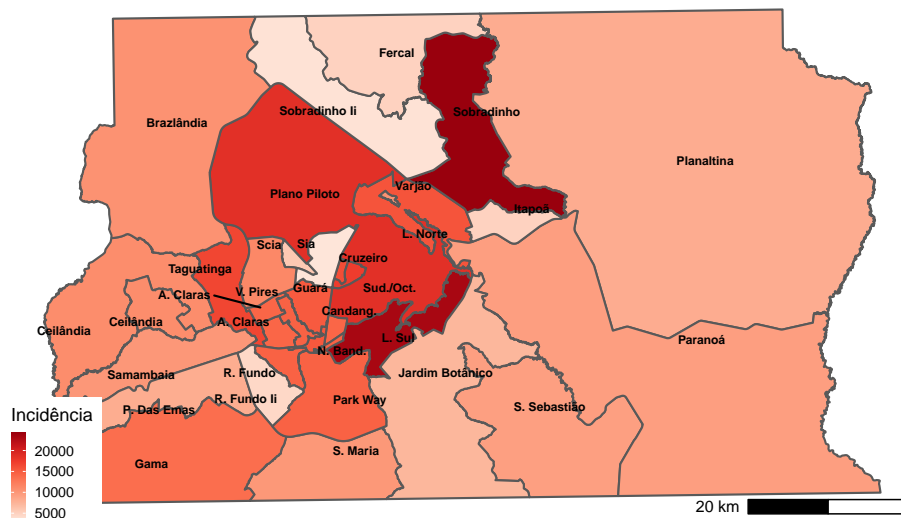 Fercal
Sobradinho Ii
Sobradinho
Brazlândia
Planaltina
Varjão
Plano Piloto
Itapoã
L. Norte
Scia
Sia
Cruzeiro
Taguatinga
V. Pires
Guará
Sud./Oct.
A. Claras
Candang.
Ceilândia
Ceilândia
A. Claras
L. Sul
Paranoá
N. Band.
Samambaia
R. Fundo
Jardim Botânico
R. Fundo Ii
Park Way
P. Das Emas
S. Sebastião
Gama
S. Maria
Incidência
20000
15000
10000
5000
20 km